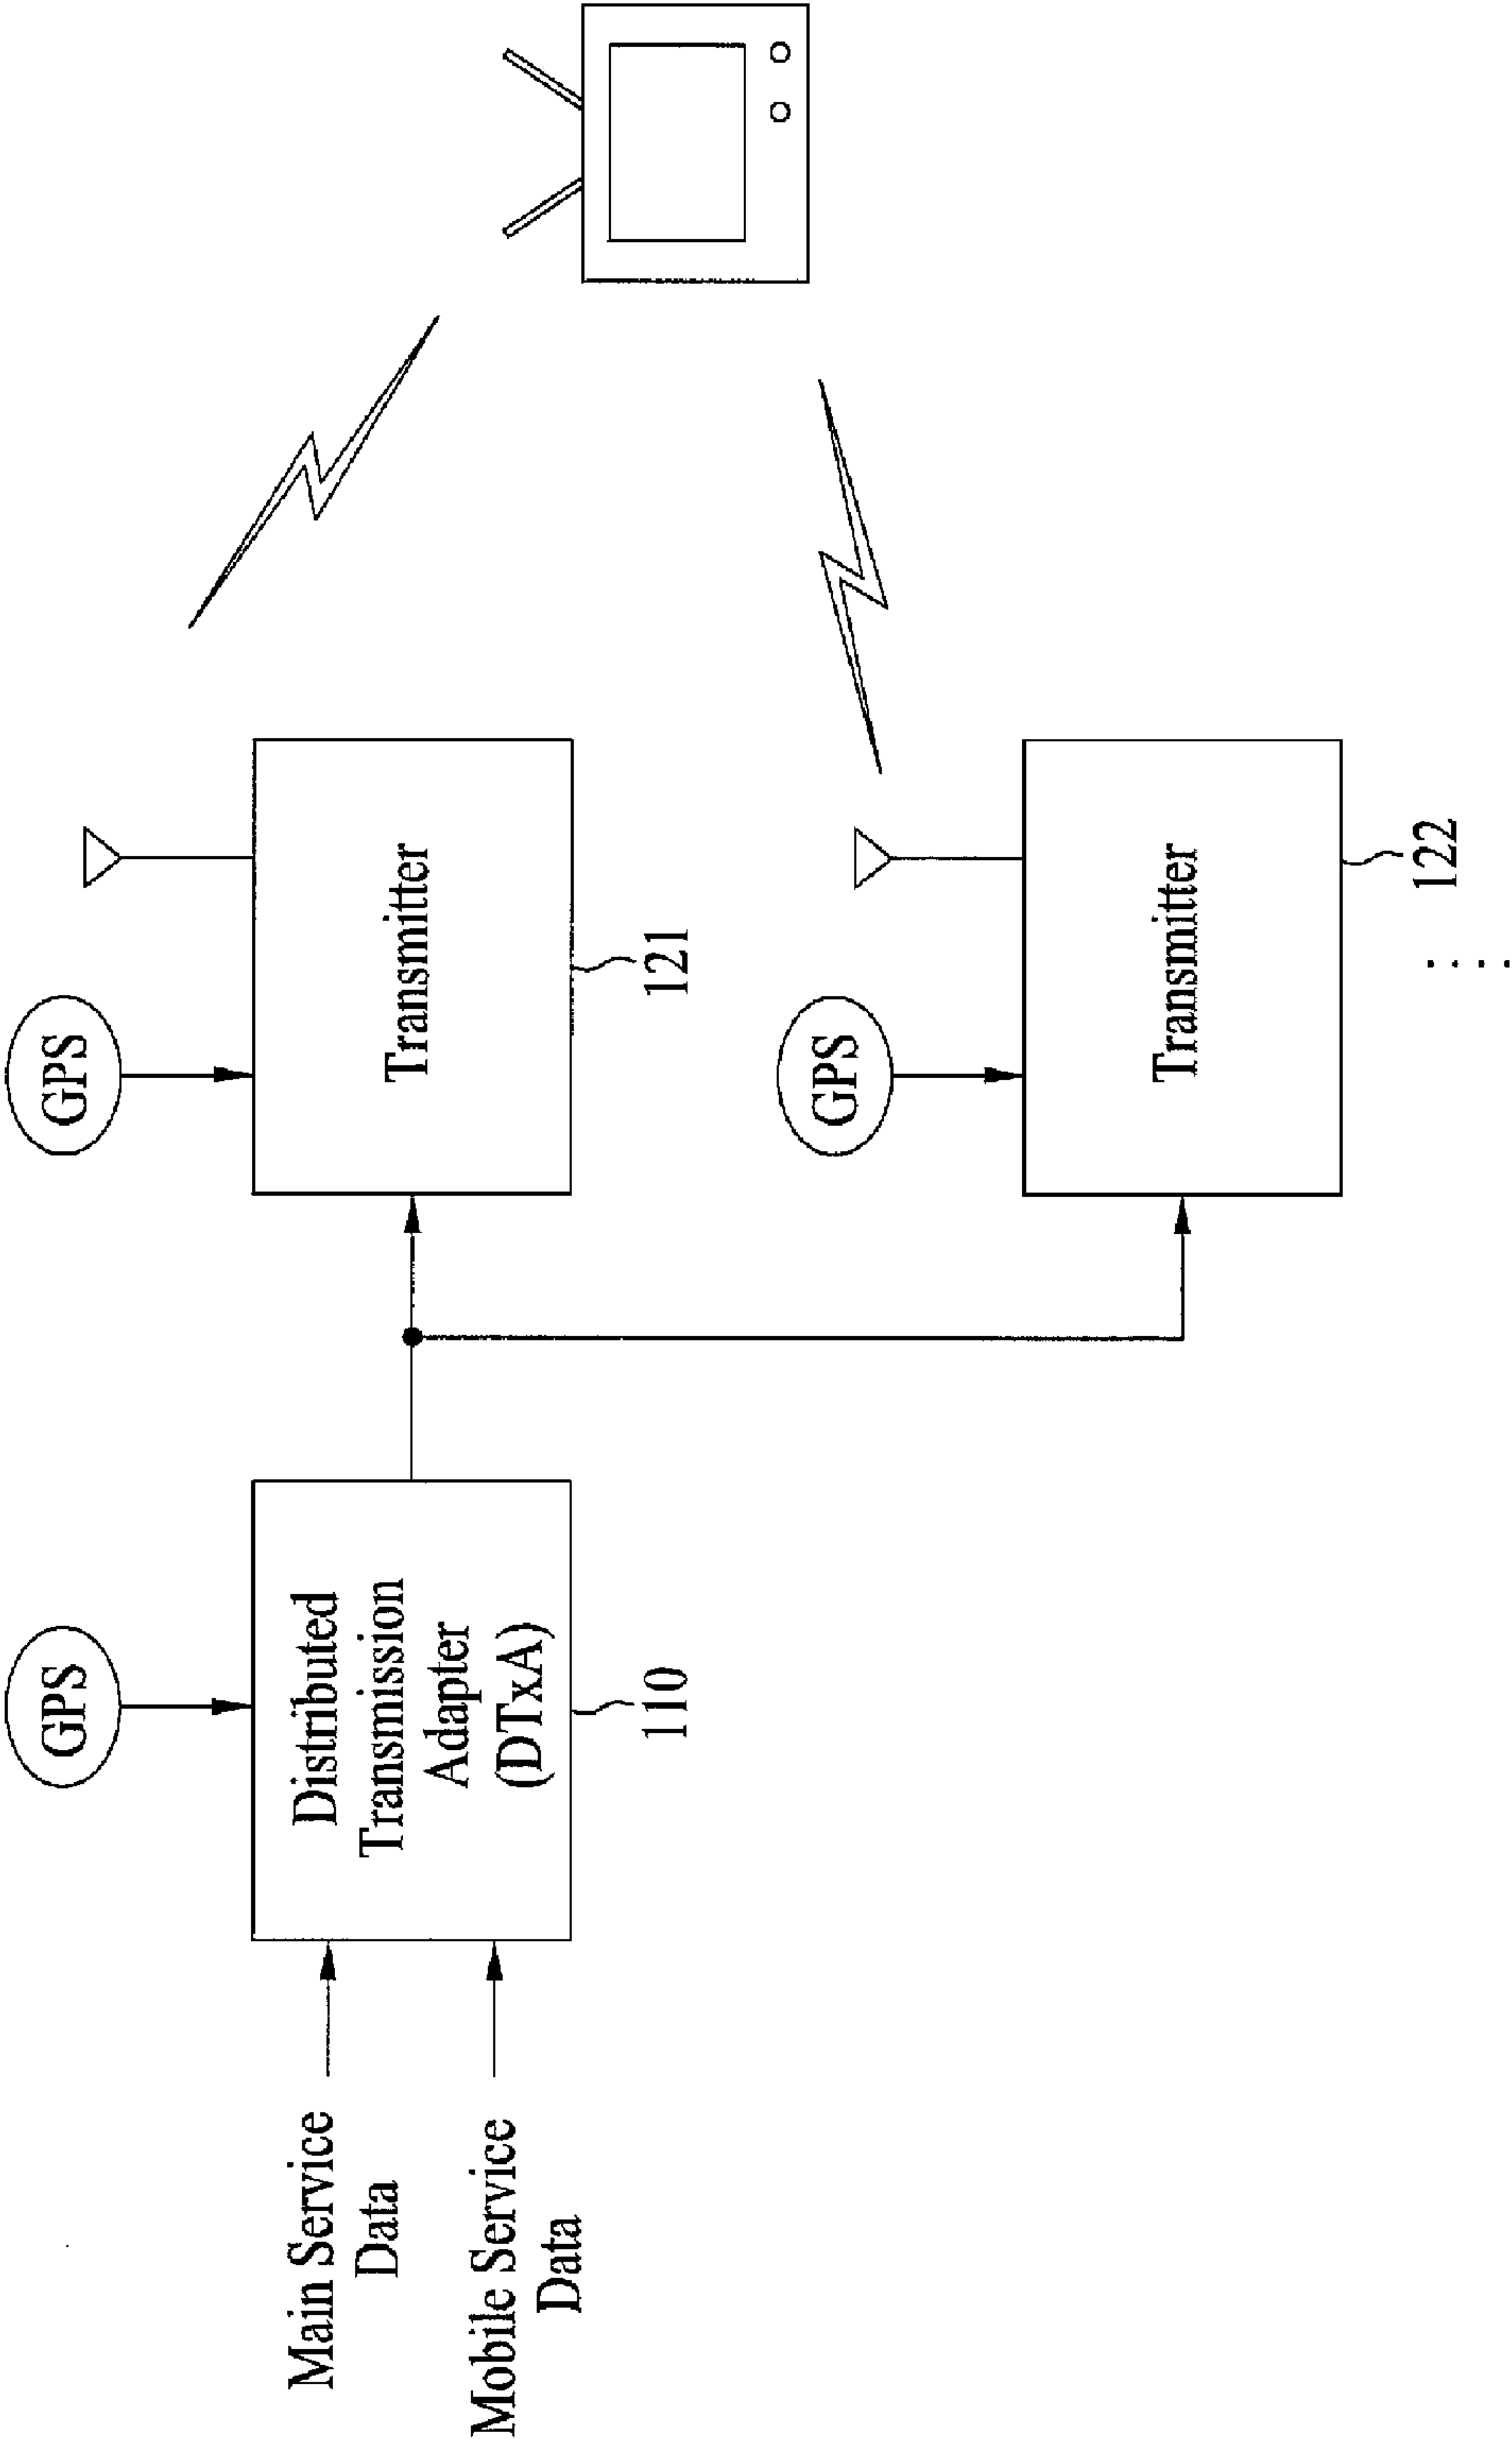 GPS
GPS
Main Service
Data
Mobile Service
Data
Distributed
Transmission
Adapter
(DTxA)
110
Transmitter
121
GPS
Transmitter
122